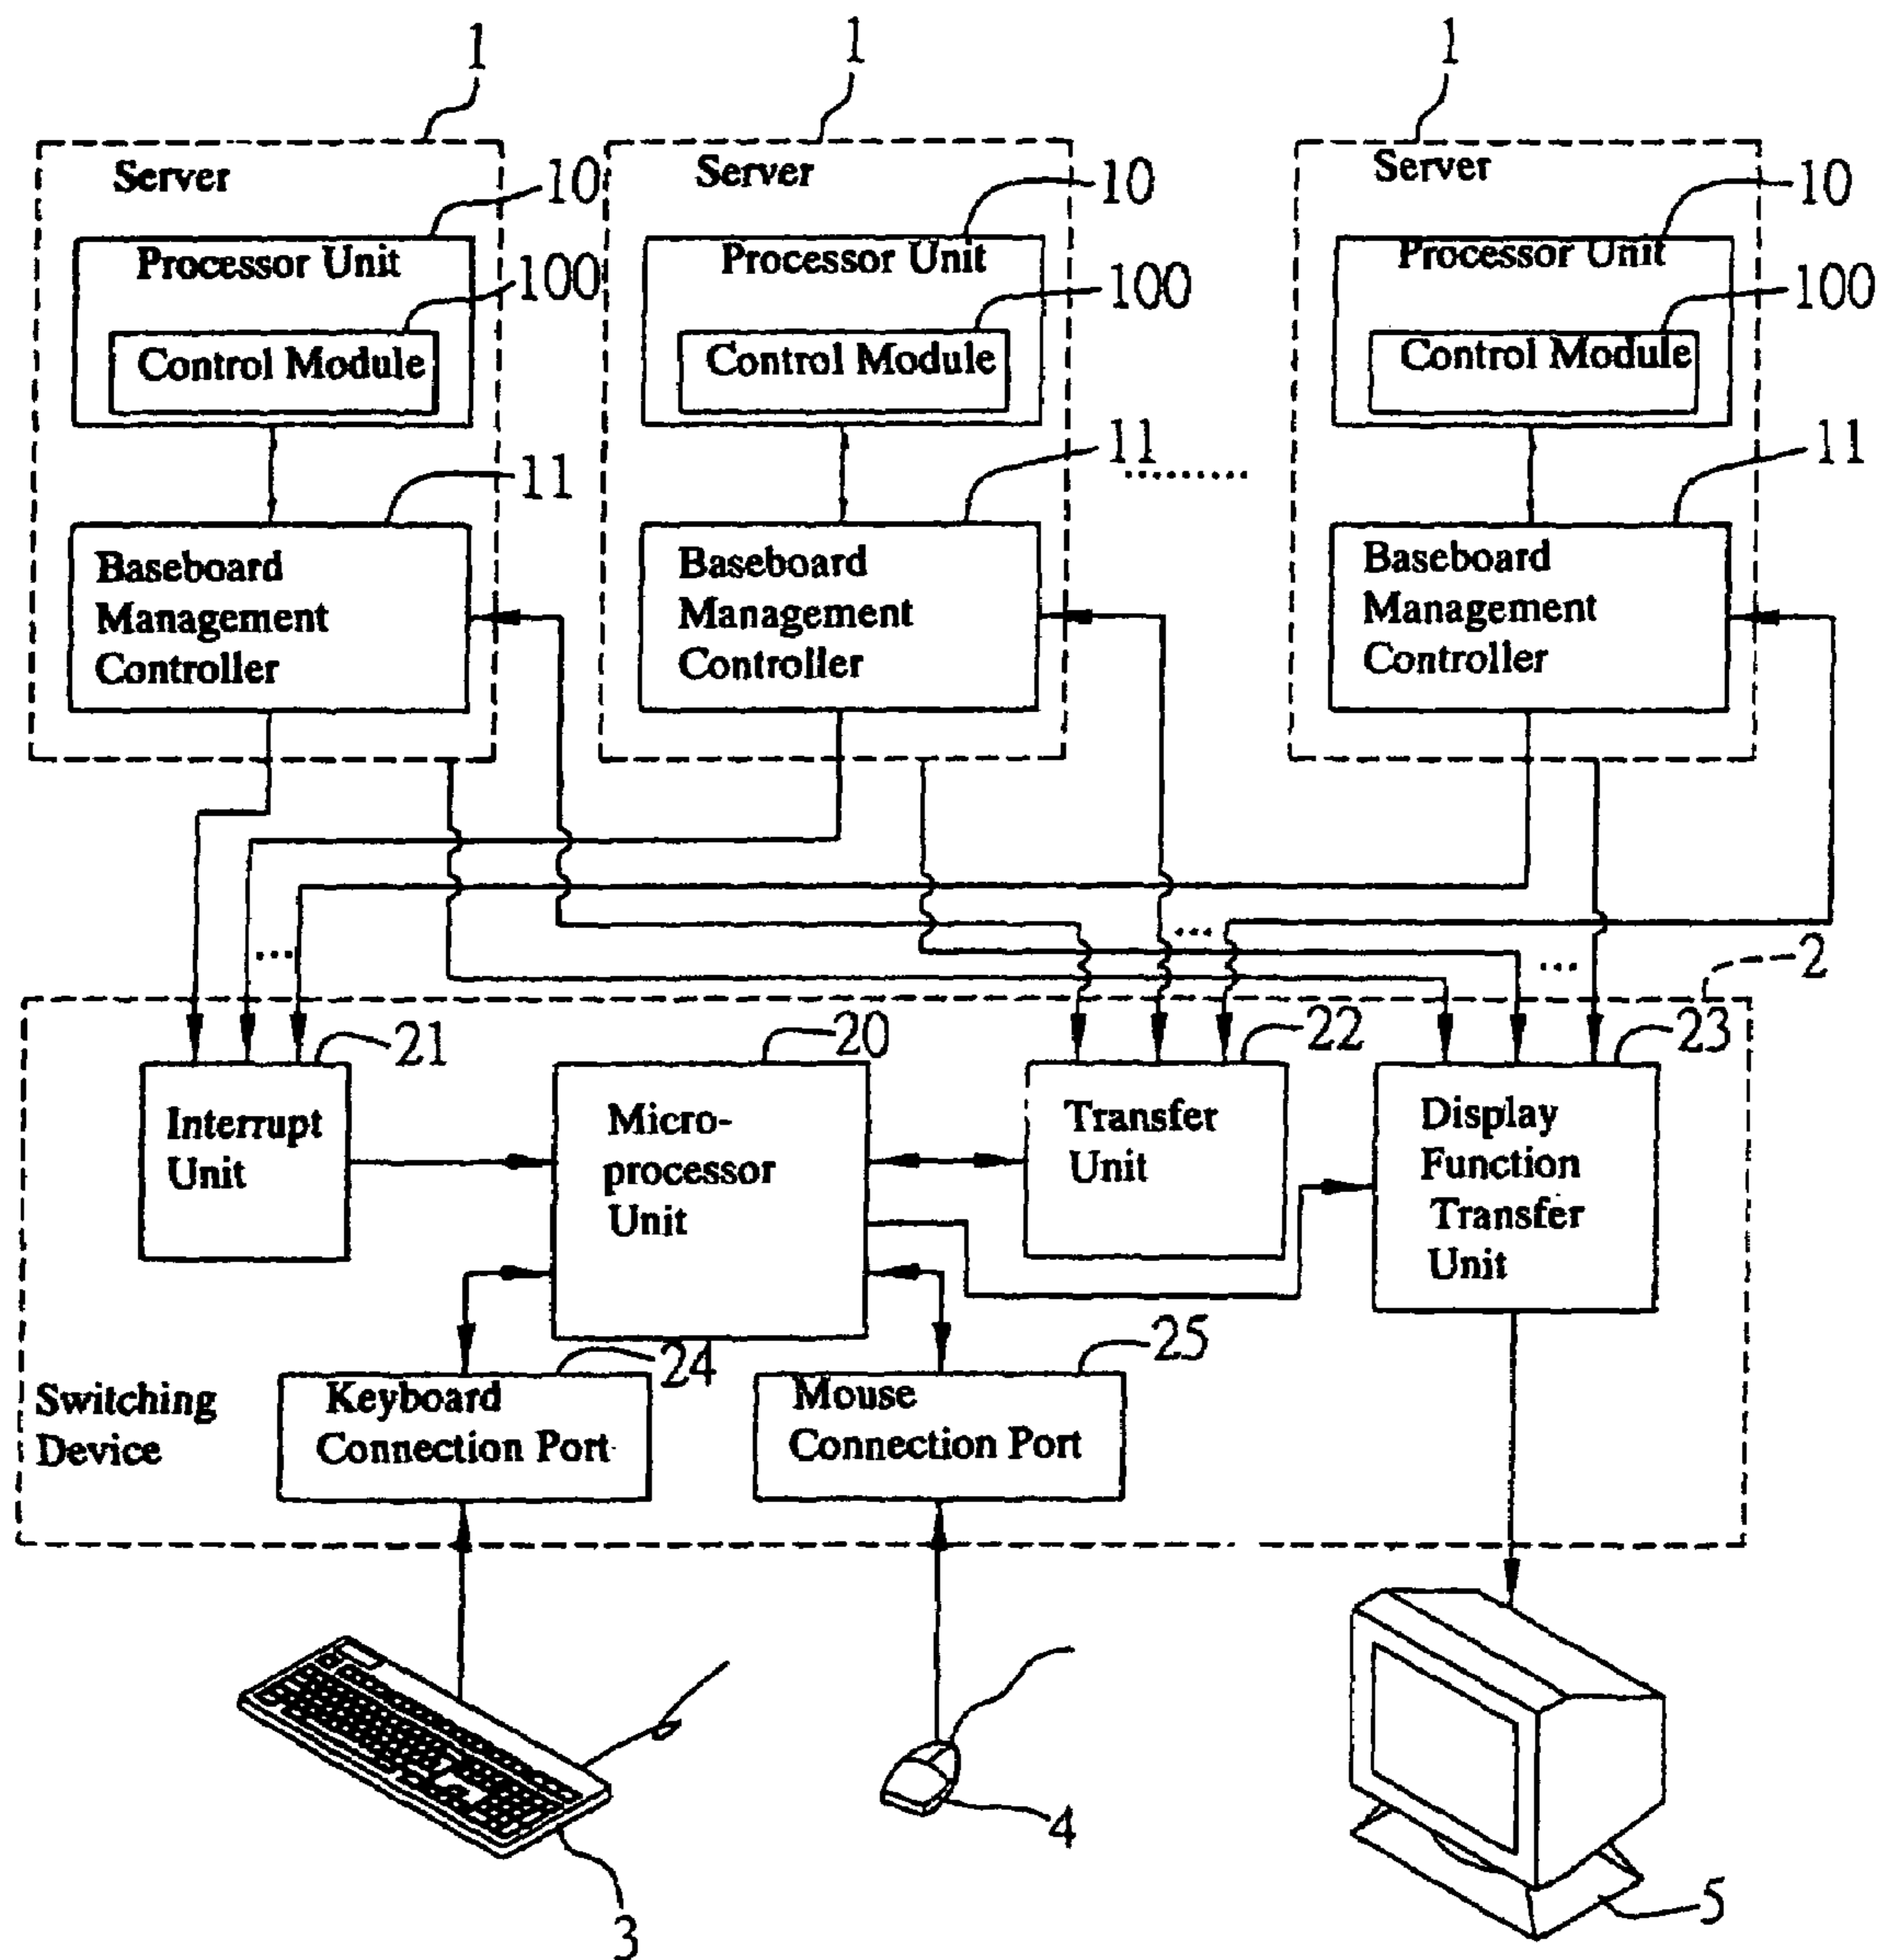 1
1
1
Server
Server
Server
10
10
10
Processor Unit
Processor Unit
Processor Unit
100
100
100
Control Module
Control Module
Control Module
11
11
11
.........
Baseboard
Management
Controller
Baseboard
Management
Controller
Baseboard
Management
Controller
...
...
...
2
21
20
22
23
Interrupt
Unit
Micro-
processor
Unit
Transfer
Unit
Display
Function
Transfer
Unit
24
25
Switching
Device
Keyboard
Connection Port
Mouse
Connection Port
3
4
5